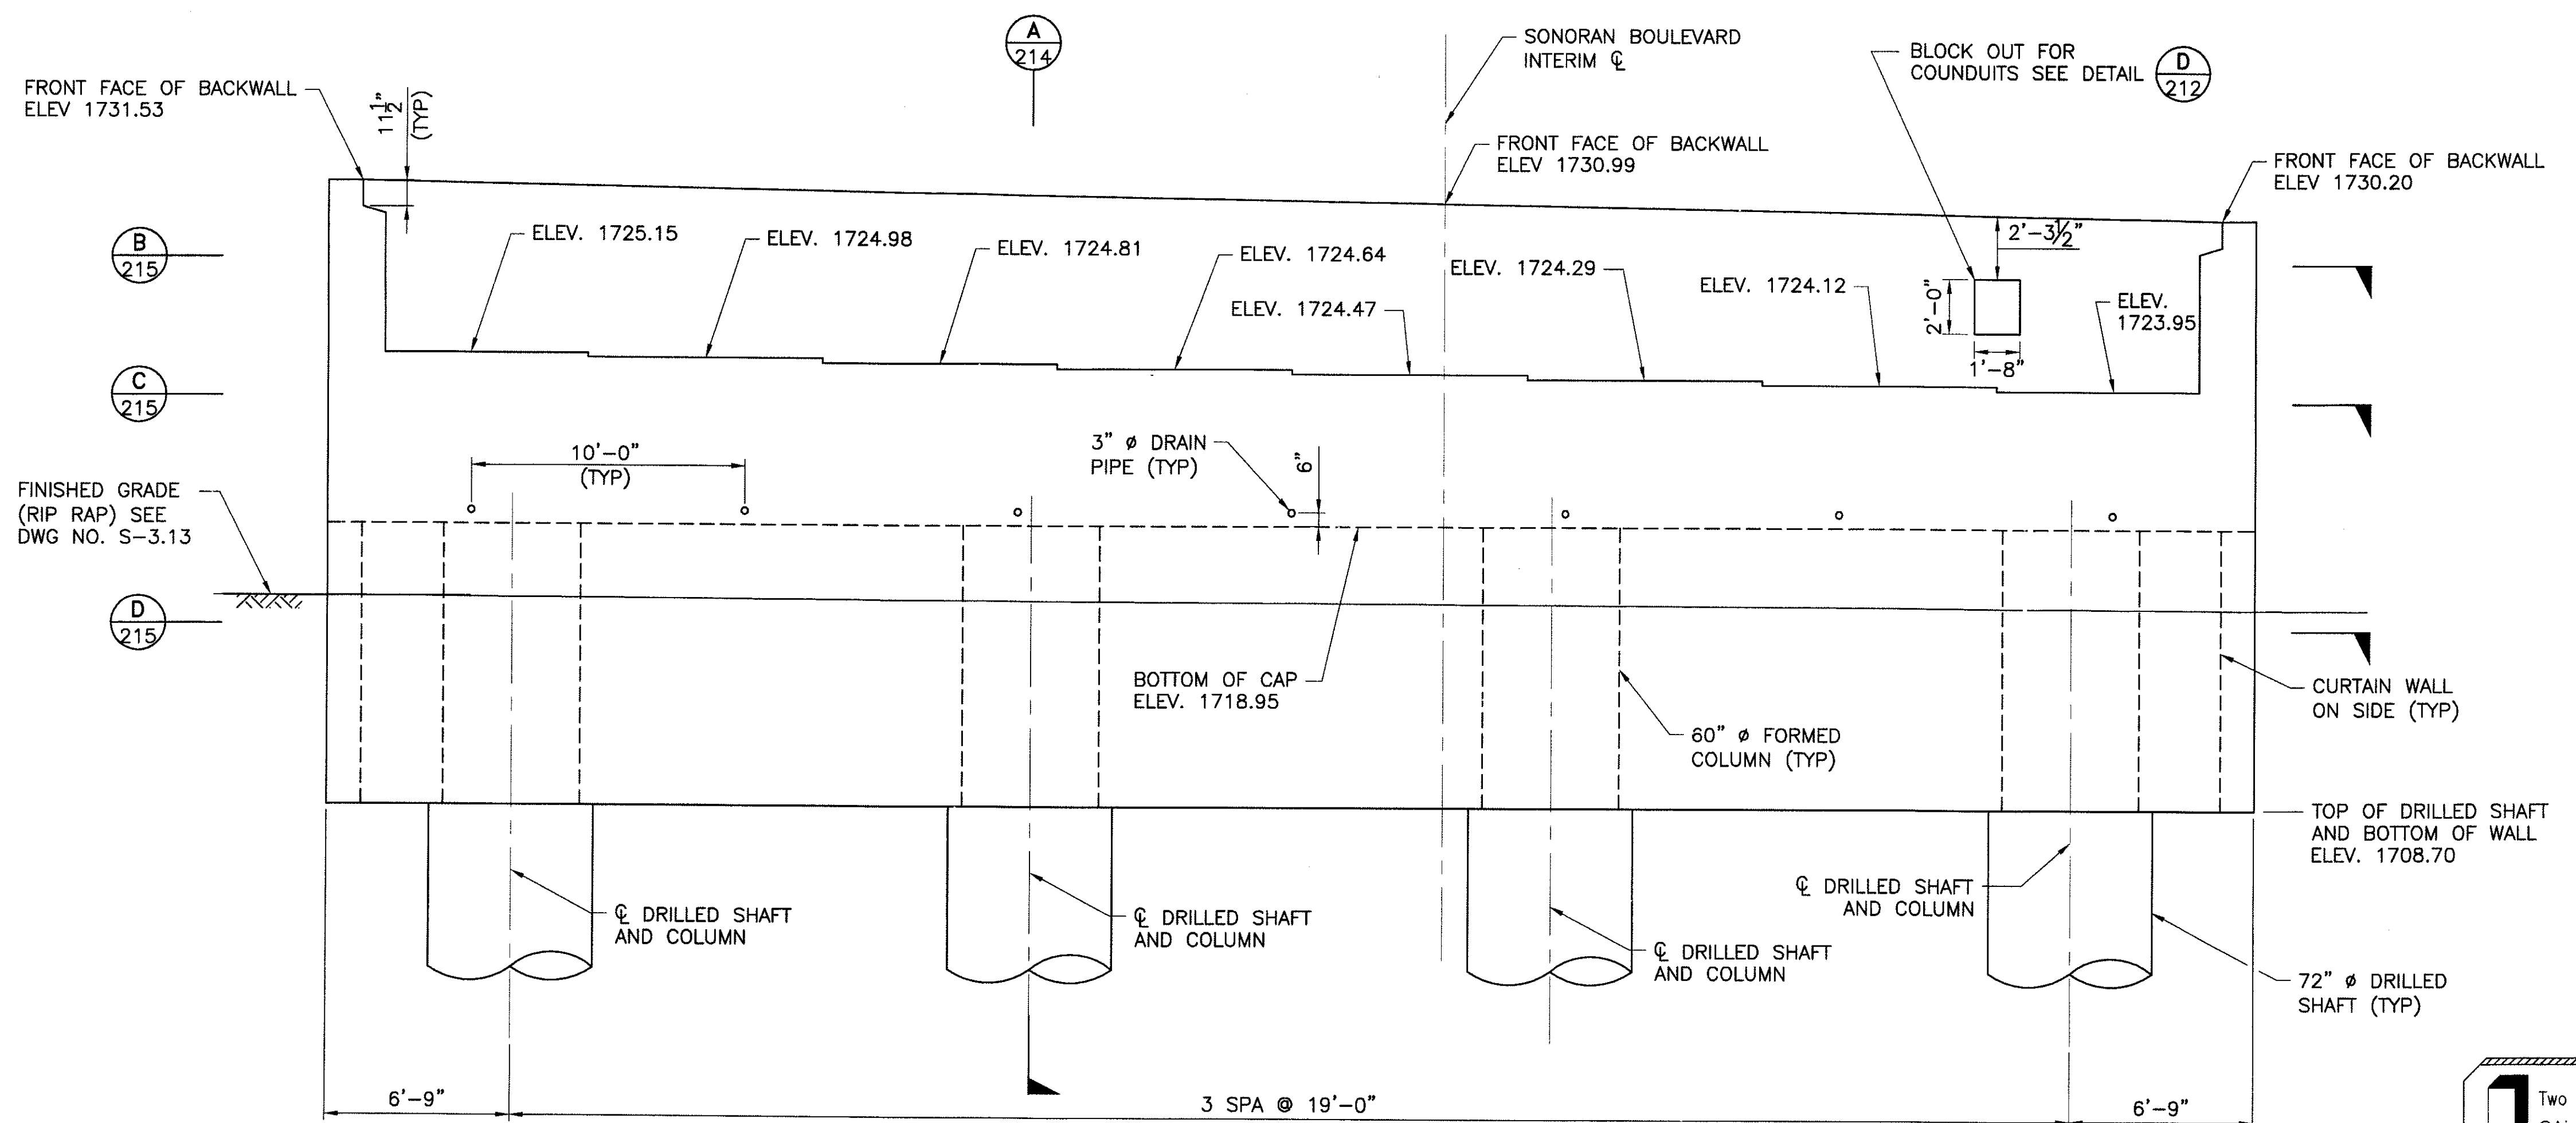 A
214
SONORAN BOULEVARD
INTERIM ℄
BLOCK OUT FOR
COUNDUITS SEE DETAIL
D
212
FRONT FACE OF BACKWALL
ELEV 1731.53
11 1/2"
(TYP)
FRONT FACE OF BACKWALL
ELEV 1730.99
FRONT FACE OF BACKWALL
ELEV 1730.20
B
215
ELEV. 1725.15
ELEV. 1724.98
ELEV. 1724.81
ELEV. 1724.64
ELEV. 1724.47
ELEV. 1724.29
ELEV. 1724.12
2'-3 1/2"
2'-0"
1'-8"
ELEV.
1723.95
C
215
10'-0"
(TYP)
3" ø DRAIN
PIPE (TYP)
6"
FINISHED GRADE
(RIP RAP) SEE
DWG NO. S-3.13
D
215
BOTTOM OF CAP
ELEV. 1718.95
60" ø FORMED
COLUMN (TYP)
CURTAIN WALL
ON SIDE (TYP)
TOP OF DRILLED SHAFT
AND BOTTOM OF WALL
ELEV. 1708.70
℄ DRILLED SHAFT
AND COLUMN
℄ DRILLED SHAFT
AND COLUMN
℄ DRILLED SHAFT
AND COLUMN
℄ DRILLED SHAFT
AND COLUMN
72" ø DRILLED
SHAFT (TYP)
6'-9"
3 SPA @ 19'-0"
6'-9"
Two